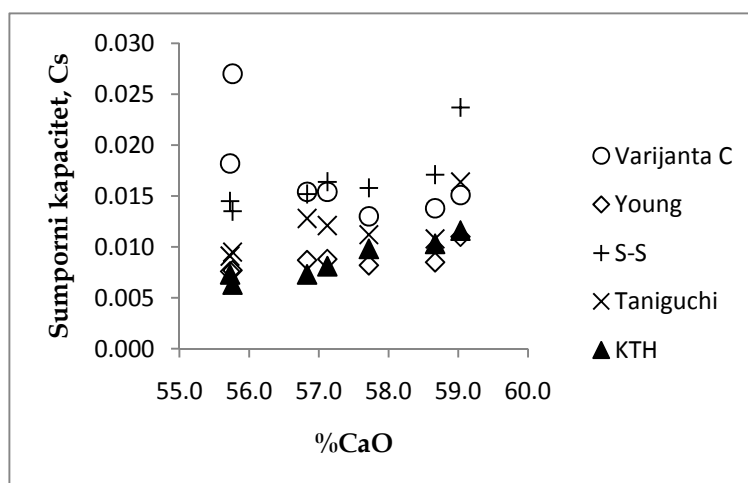 Sumporni kapacitet, Cs
0.030
0.025
0.020
0.015
0.010
0.005
0.000
55.0 56.0 57.0 58.0 59.0 60.0
%CaO
Varijanta C
Young
S-S
Taniguchi
KTH